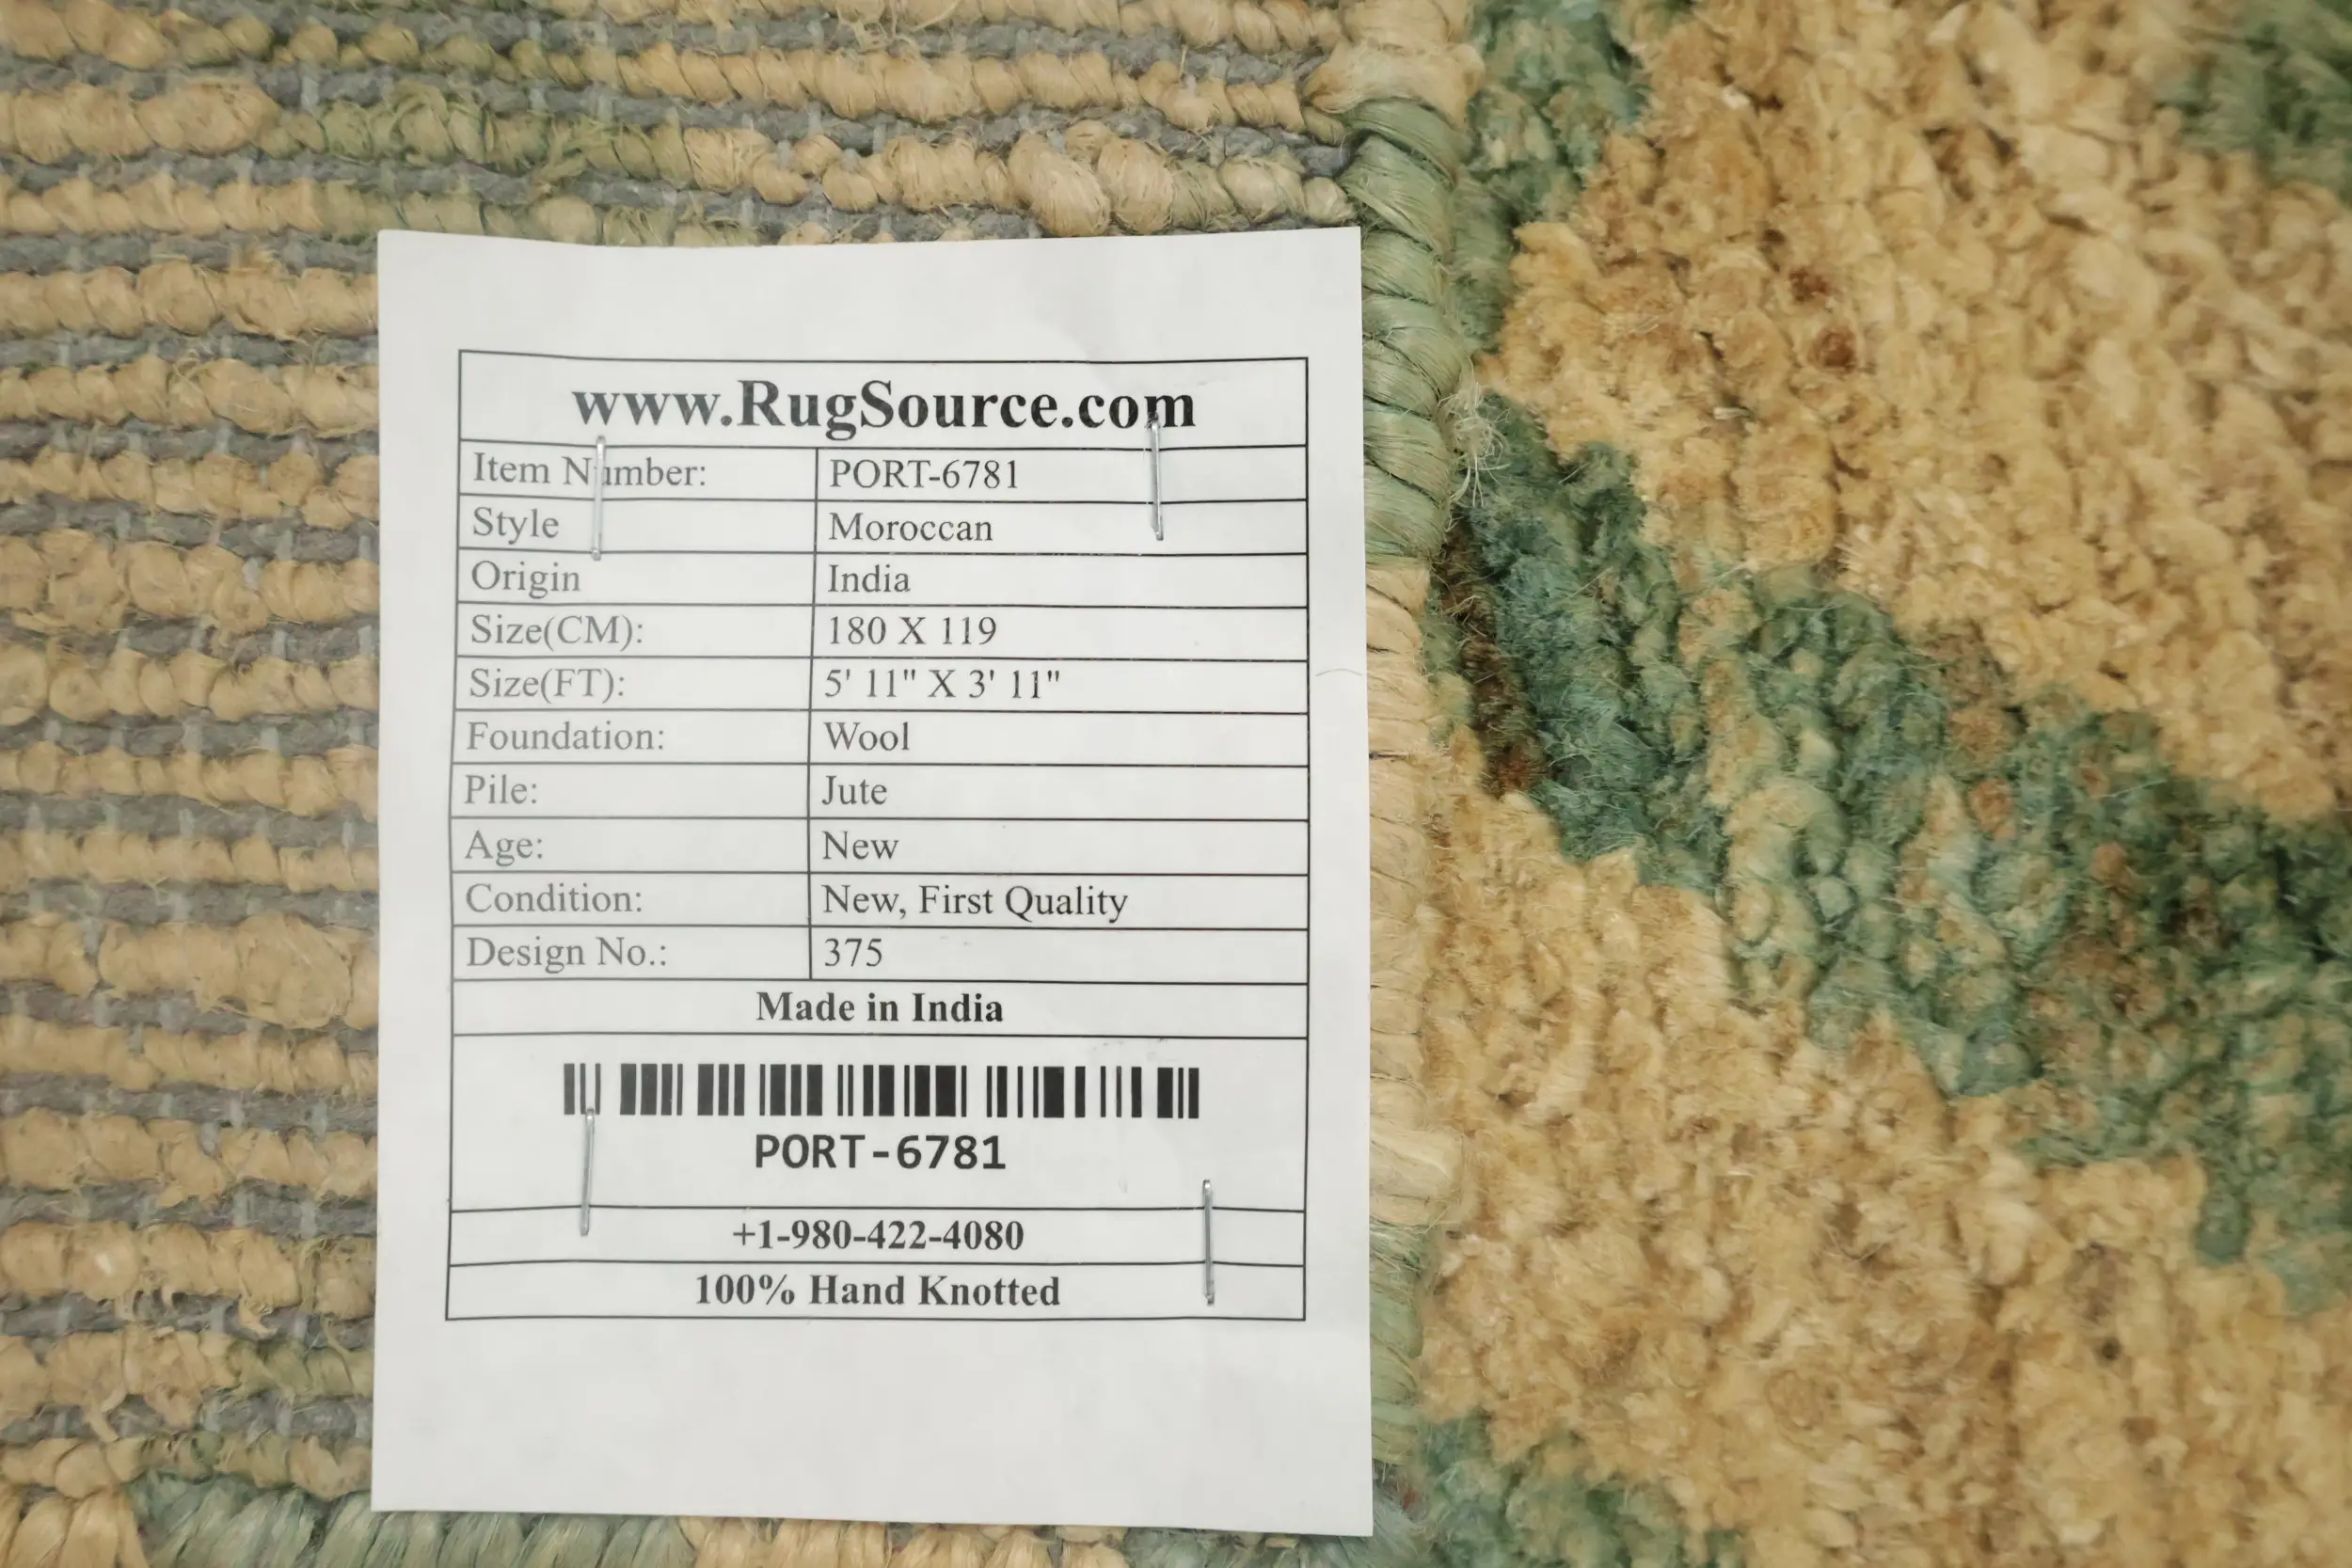 www.RugSource.com
Item Number: PORT-6781
Style Moroccan
Origin India
Size(CM): 180 X 119
Size(FT): 5' 11" X 3' 11"
Foundation: Wool
Pile: Jute
Age: New
Condition: New, First Quality
Design No.: 375
Made in India
PORT-6781
+1-980-422-4080
100% Hand Knotted